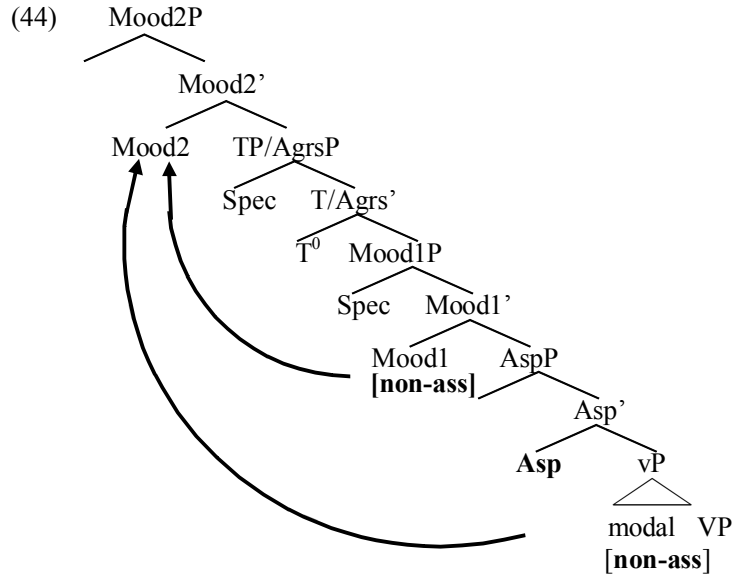 (44) Mood2P
Mood2’
Mood2 TP/AgrsP
Spec T/Agrs’
T⁰ Mood1P
Spec Mood1’
Mood1 AspP
[non-ass]
Asp’
Asp vP
modal VP
[non-ass]